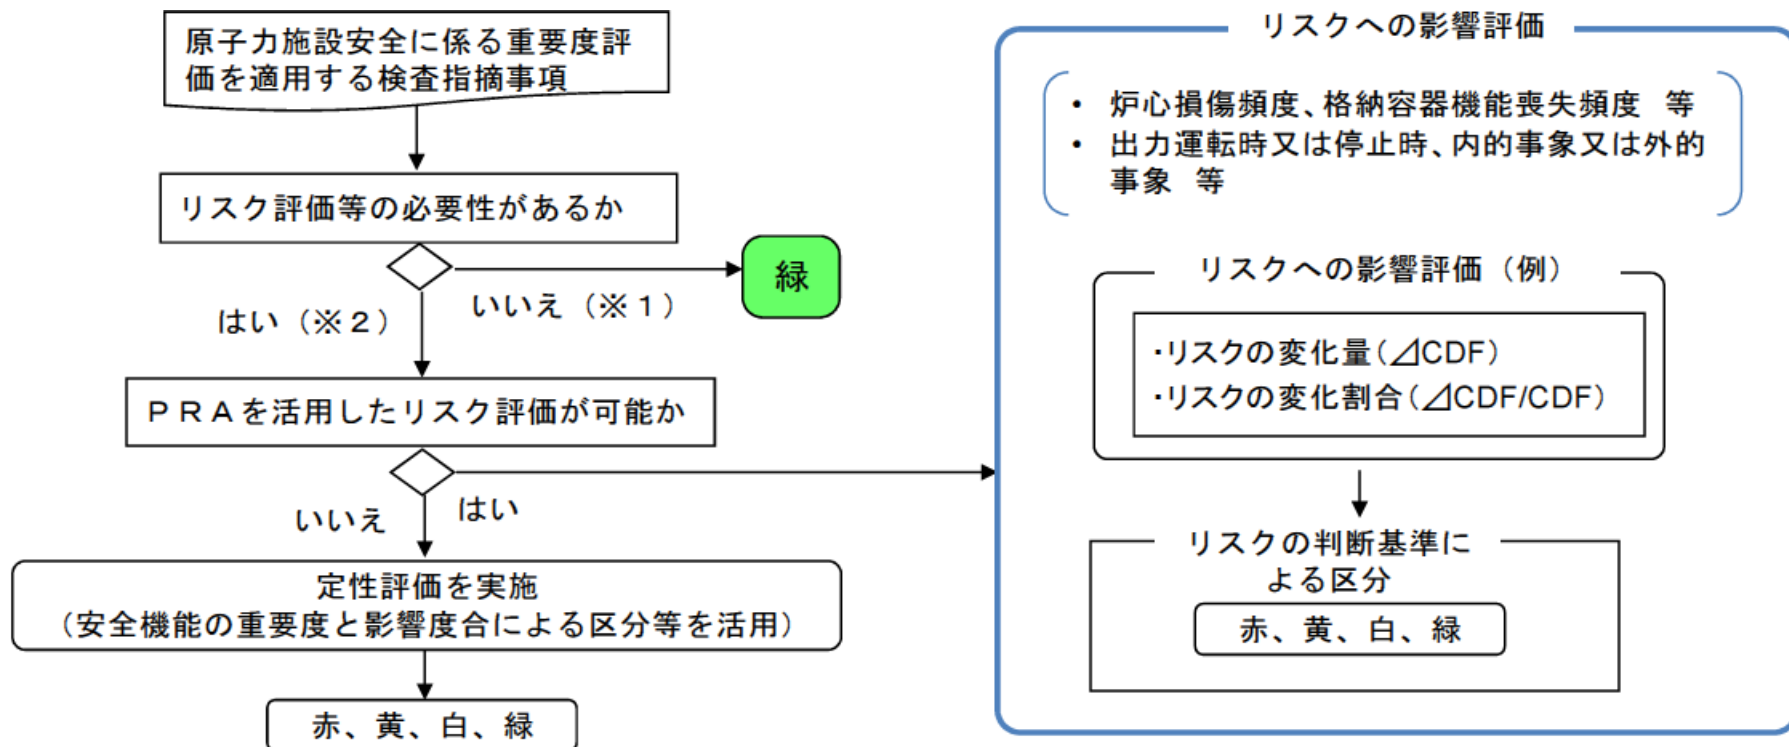 原子力施設安全に係る重要度評
価を適用する検査指摘事項
リスク評価等の必要性があるか
緑
いいえ(※1)
はい(※2)
PRAを活用したリスク評価が可能か
はい
いいえ
定性評価を実施
(安全機能の重要度と影響度合による区分等を活用)
赤、黄、白、緑
リスクへの影響評価
• 炉心損傷頻度、格納容器機能喪失頻度 等
• 出力運転時又は停止時、内的事象又は外的
事象 等
リスクへの影響評価(例)
・リスクの変化量(⊿CDF)
・リスクの変化割合(⊿CDF/CDF)
リスクの判断基準に
よる区分
赤、黄、白、緑